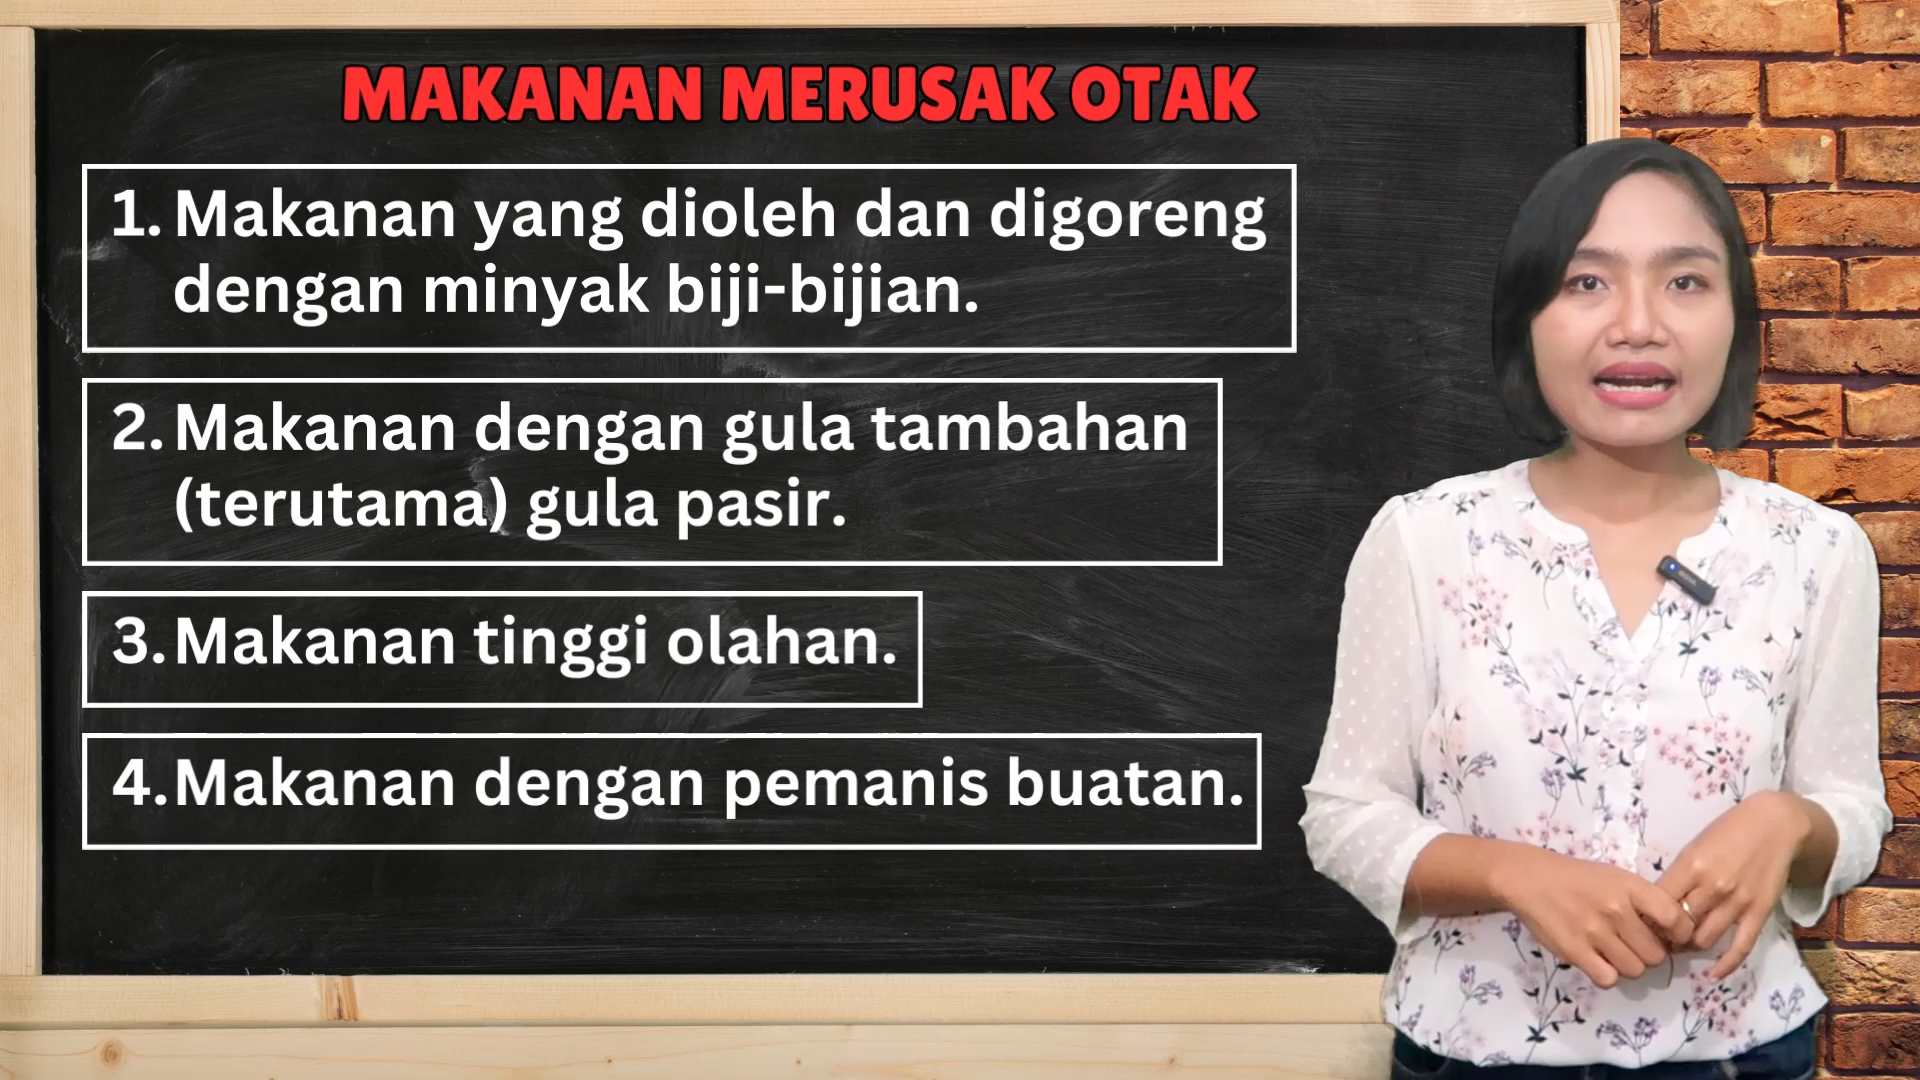 MAKANAN MERUSAK OTAK
1. Makanan yang dioleh dan digoreng
dengan minyak biji-bijian.
2. Makanan dengan gula tambahan
(terutama) gula pasir.
3. Makanan tinggi olahan.
4. Makanan dengan pemanis buatan.